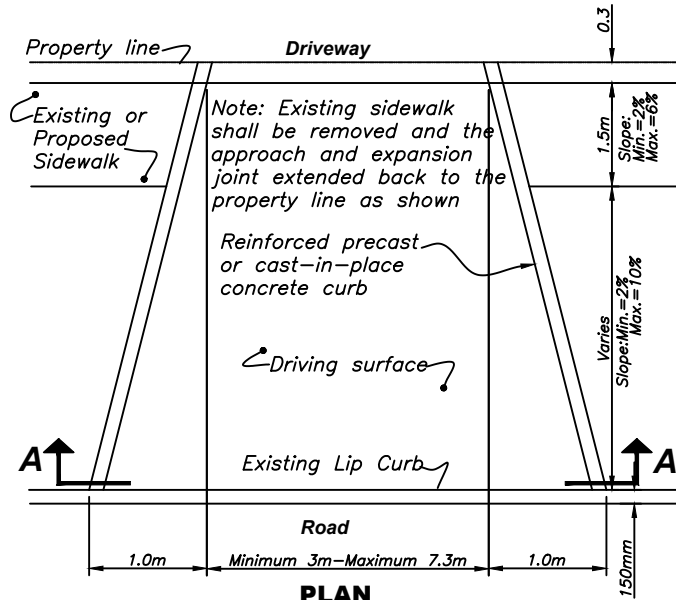 Property line
Driveway
0.3
Existing or
Proposed
Sidewalk
Note: Existing sidewalk
shall be removed and the
approach and expansion
joint extended back to the
property line as shown
1.5m
Slope:
Min.=2%
Max.=6%
Reinforced precast
or cast-in-place
concrete curb
Varies
Slope:Min.=2%
Max.=10%
Driving surface
A
A
Existing Lip Curb
Road
1.0m
Minimum 3m-Maximum 7.3m
1.0m
150mm
PLAN